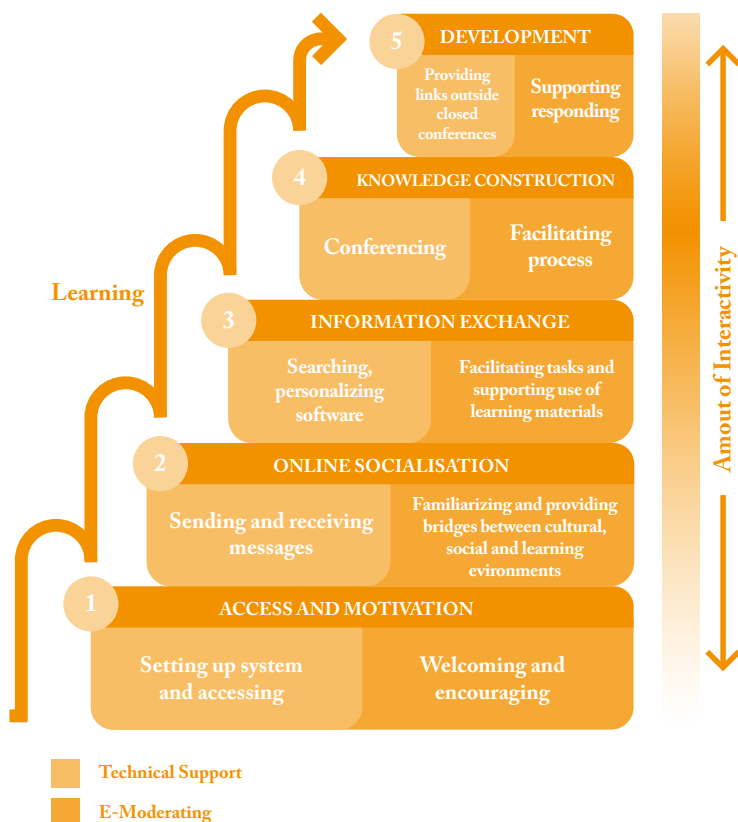 5
DEVELOPMENT
Providing
links outside
closed
conferences
Supporting
responding
4
KNOWLEDGE CONSTRUCTION
Conferencing
Facilitating
process
Learning
3
INFORMATION EXCHANGE
Searching,
personalizing
software
Facilitating tasks and
supporting use of
learning materials
2
ONLINE SOCIALISATION
Sending and receiving
messages
Familiarizing and providing
bridges between cultural,
social and learning
evironments
1
ACCESS AND MOTIVATION
Setting up system
and accessing
Welcoming and
encouraging
Amout of Interactivity
Technical Support
E-Moderating